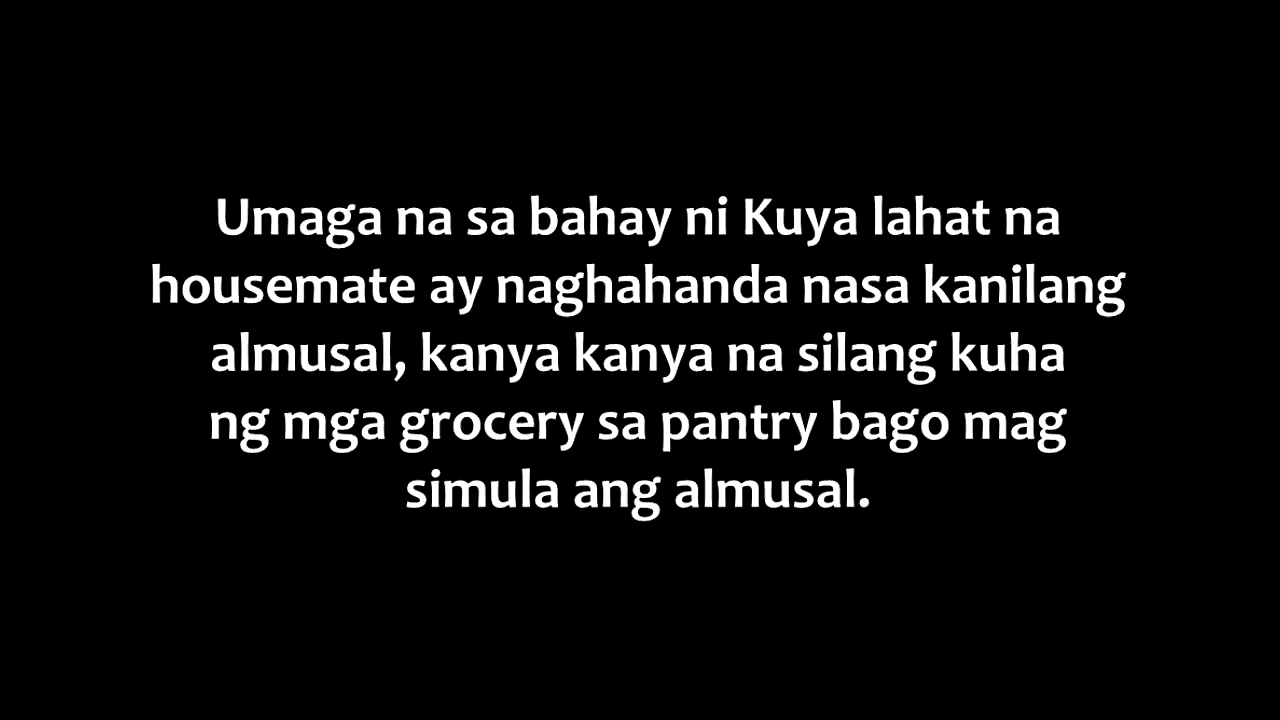 Umaga na sa bahay ni Kuya lahat na
housemate ay naghahanda nasa kanilang
almusal, kanya kanya na silang kuha
ng mga grocery sa pantry bago mag
simula ang almusal.